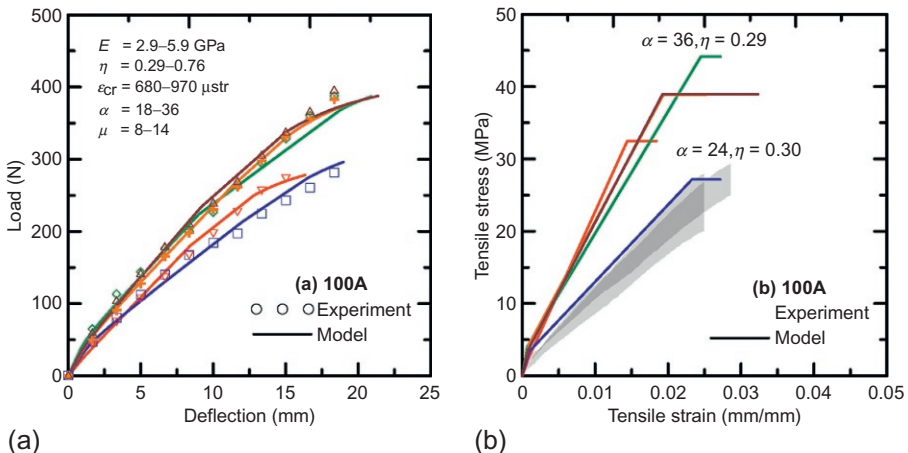 E = 2.9–5.9 GPa
η = 0.29–0.76
εcr = 680–970 μstr
α = 18–36
μ = 8–14
500
400
300
200
100
0
Load (N)
(a) 100A
Experiment
Model
0 5 10 15 20 25
Deflection (mm)
(a)
α = 36, η = 0.29
α = 24, η = 0.30
50
40
30
20
10
0
Tensile stress (MPa)
(b) 100A
Experiment
Model
0 0.01 0.02 0.03 0.04 0.05
Tensile strain (mm/mm)
(b)